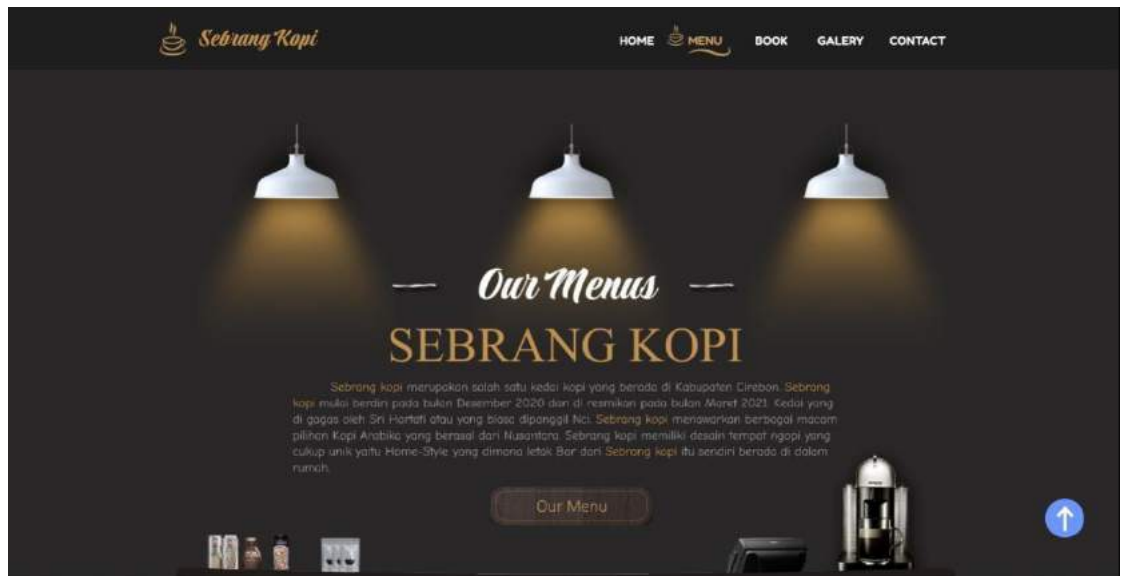 Sebrang Kopi
HOME MENU BOOK GALERY CONTACT
Our Menus
SEBRANG KOPI
Sebrang kopi merupakan salah satu kedai kopi yang berada di Kabupaten Cirebon. Sebrang
kopi mulai berdiri pada bulan Desember 2020 dan di resmikan pada bulan Maret 2021. Kedai yang
di gagas oleh Sri Hartati atau yang biasa dipanggil Nci. Sebrang kopi menawarkan berbagai macam
pilihan Kopi Arabika yang berasal dari Nusantara. Sebrang kopi memiliki desain tempat ngopi yang
cukup unik yaitu Home-Style yang dimana letak Bar dari Sebrang kopi itu sendiri berada di dalam
rumah.
Our Menu